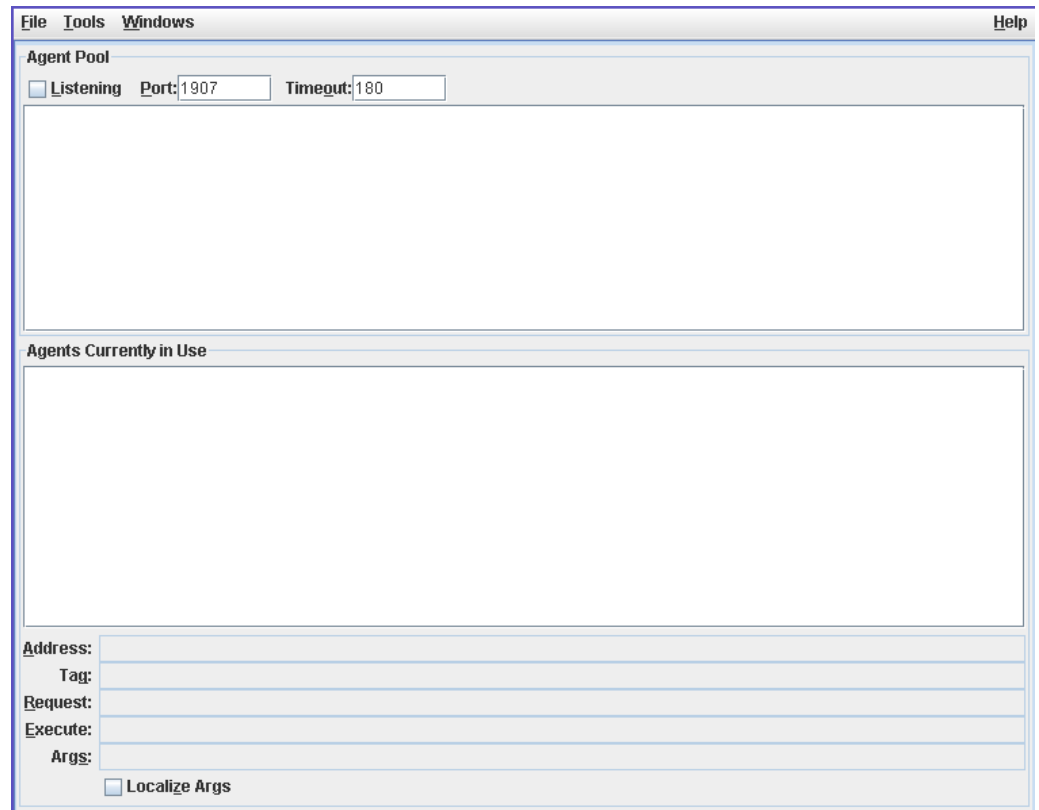 File Tools Windows Help
Agent Pool
Listening Port: 1907 Timeout: 180
Agents Currently in Use
Address:
Tag:
Request:
Execute:
Args:
Localize Args